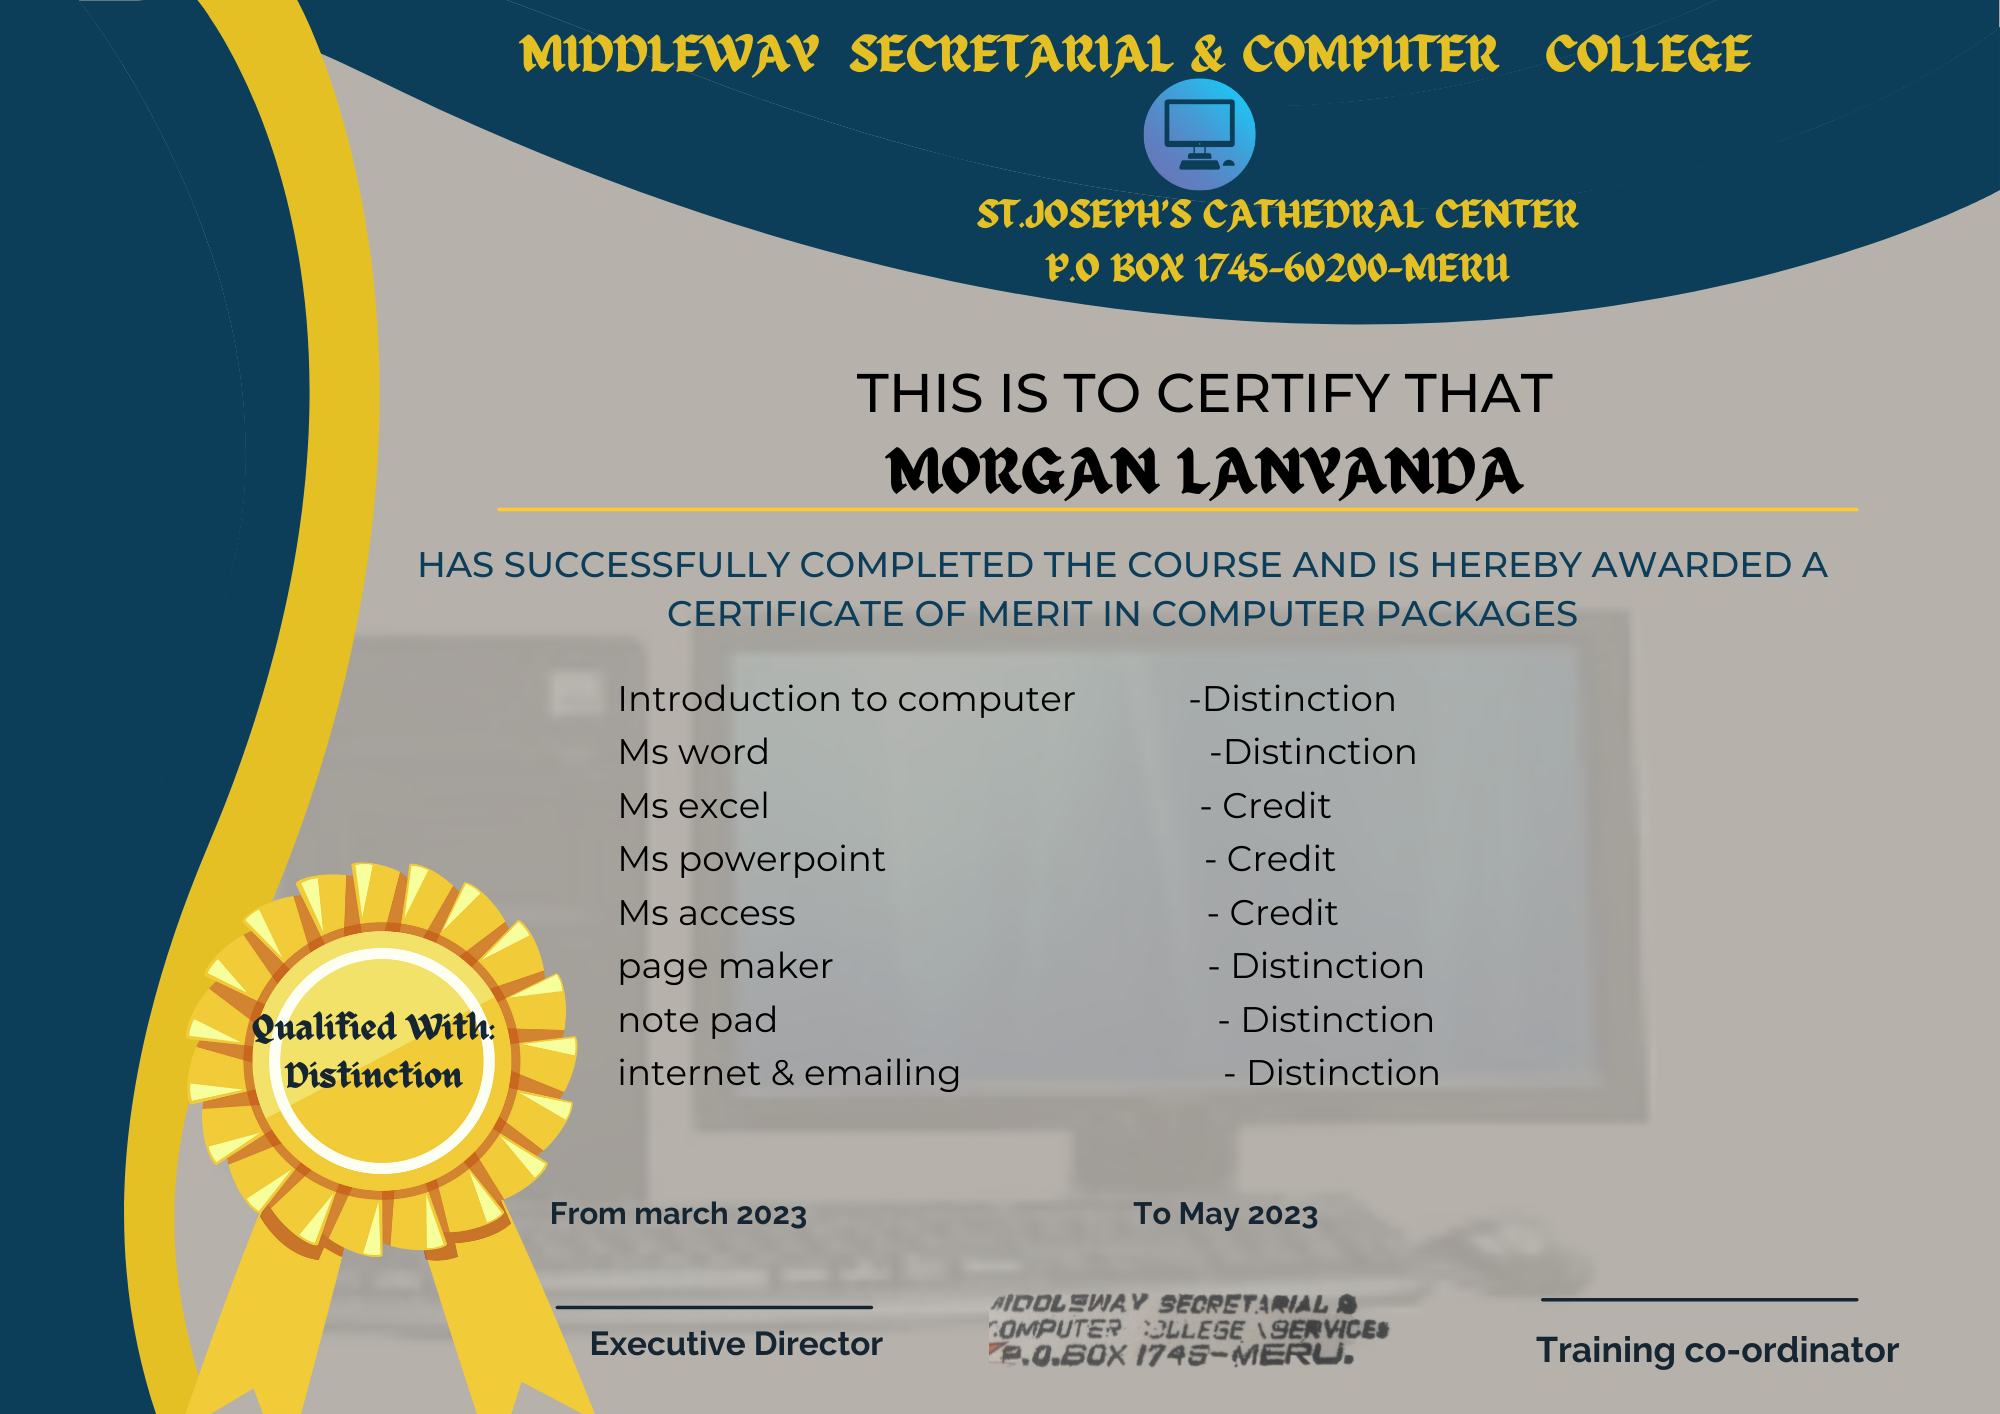 MIDDLEWAY SECRETARIAL & COMPUTER COLLEGE
ST.JOSEPH'S CATHEDRAL CENTER
P.O BOX 1745-60200-MERU
THIS IS TO CERTIFY THAT
MORGAN LANYANDA
HAS SUCCESSFULLY COMPLETED THE COURSE AND IS HEREBY AWARDED A
CERTIFICATE OF MERIT IN COMPUTER PACKAGES
Introduction to computer -Distinction
Ms word -Distinction
Ms excel - Credit
Ms powerpoint - Credit
Ms access - Credit
page maker - Distinction
note pad - Distinction
internet & emailing - Distinction
Qualified With:
Distinction
From march 2023 To May 2023
MIDDLEWAY SECRETARIAL &
COMPUTER COLLEGE \SERVICES
P.O.BOX 1745-MERU.
Executive Director
Training co-ordinator